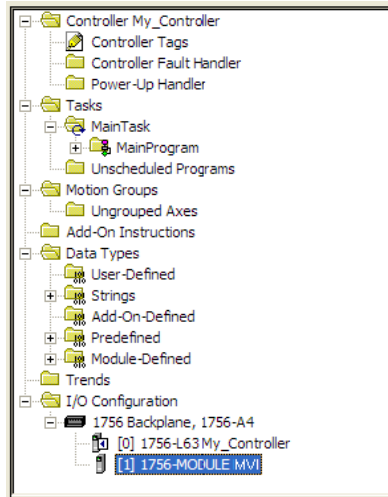 Controller My_Controller
Controller Tags
Controller Fault Handler
Power-Up Handler
Tasks
MainTask
MainProgram
Unscheduled Programs
Motion Groups
Ungrouped Axes
Add-On Instructions
Data Types
User-Defined
Strings
Add-On-Defined
Predefined
Module-Defined
Trends
I/O Configuration
1756 Backplane, 1756-A4
[0] 1756-L63 My_Controller
[1] 1756-MODULE MVI